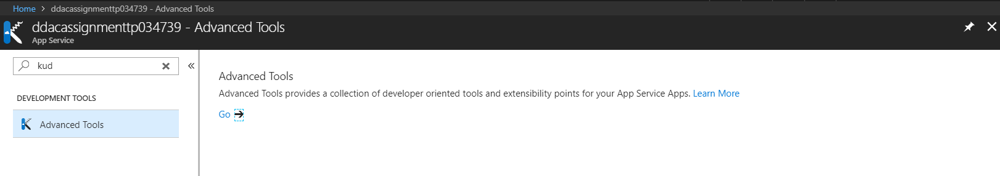 Home > ddacassignmenttp034739 - Advanced Tools
ddacassignmenttp034739 - Advanced Tools
App Service
kud
«
DEVELOPMENT TOOLS
Advanced Tools
Advanced Tools
Advanced Tools provides a collection of developer oriented tools and extensibility points for your App Service Apps. Learn More
Go →